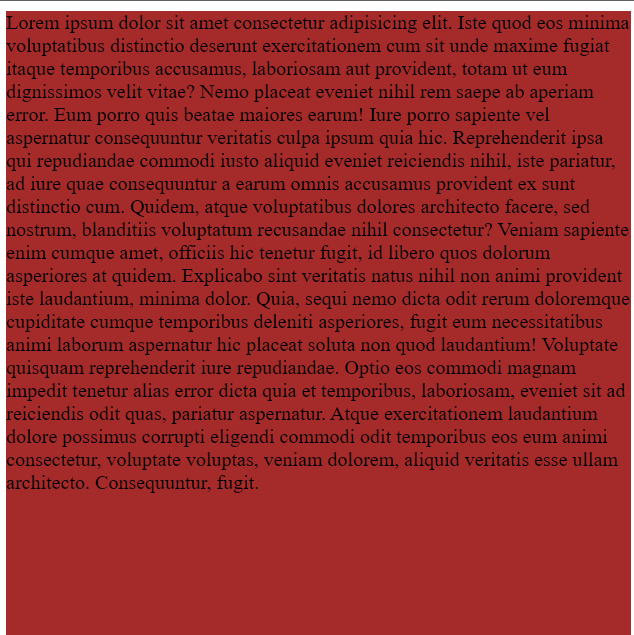 Lorem ipsum dolor sit amet consectetur adipisicing elit. Iste quod eos minima
voluptatibus distinctio deserunt exercitationem cum sit unde maxime fugiat
itaque temporibus accusamus, laboriosam aut provident, totam ut eum
dignissimos velit vitae? Nemo placeat eveniet nihil rem saepe ab aperiam
error. Eum porro quis beatae maiores earum! Iure porro sapiente vel
aspernatur consequuntur veritatis culpa ipsum quia hic. Reprehenderit ipsa
qui repudiandae commodi iusto aliquid eveniet reiciendis nihil, iste pariatur,
ad iure quae consequuntur a earum omnis accusamus provident ex sunt
distinctio cum. Quidem, atque voluptatibus dolores architecto facere, sed
nostrum, blanditiis voluptatum recusandae nihil consectetur? Veniam sapiente
enim cumque amet, officiis hic tenetur fugit, id libero quos dolorum
asperiores at quidem. Explicabo sint veritatis natus nihil non animi provident
iste laudantium, minima dolor. Quia, sequi nemo dicta odit rerum doloremque
cupiditate cumque temporibus deleniti asperiores, fugit eum necessitatibus
animi laborum aspernatur hic placeat soluta non quod laudantium! Voluptate
quisquam reprehenderit iure repudiandae. Optio eos commodi magnam
impedit tenetur alias error dicta quia et temporibus, laboriosam, eveniet sit ad
reiciendis odit quas, pariatur aspernatur. Atque exercitationem laudantium
dolore possimus corrupti eligendi commodi odit temporibus eos eum animi
consectetur, voluptate voluptas, veniam dolorem, aliquid veritatis esse ullam
architecto. Consequuntur, fugit.